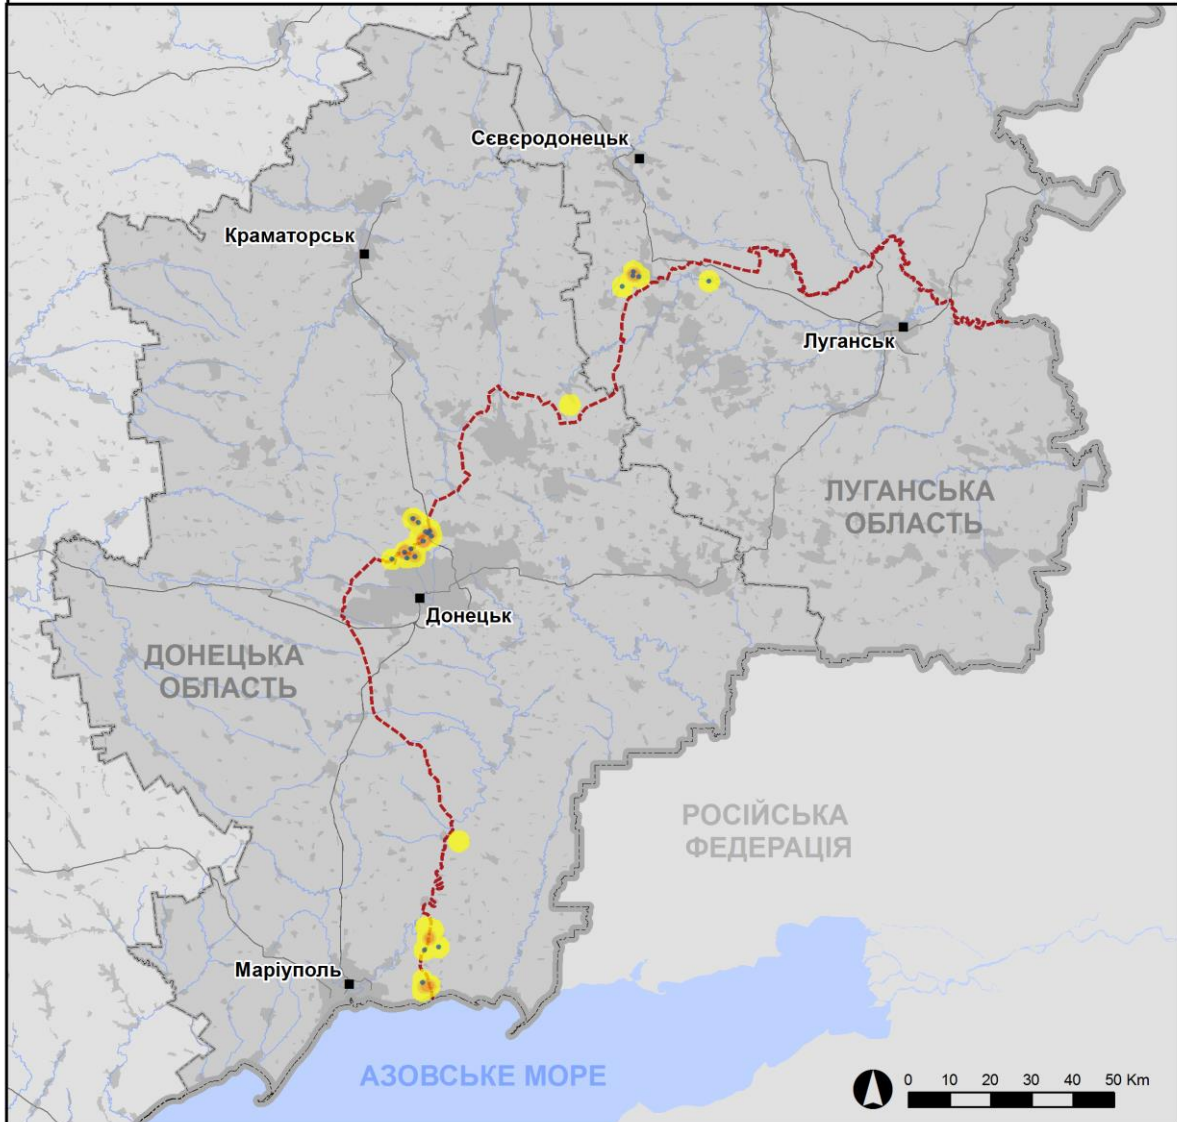 Сєвєродонецьк
Краматорськ
Луганськ
ЛУГАНСЬКА
ОБЛАСТЬ
Донецьк
ДОНЕЦЬКА
ОБЛАСТЬ
РОСІЙСЬКА
ФЕДЕРАЦІЯ
Маріуполь
АЗОВСЬКЕ МОРЕ
0 10 20 30 40 50 Km